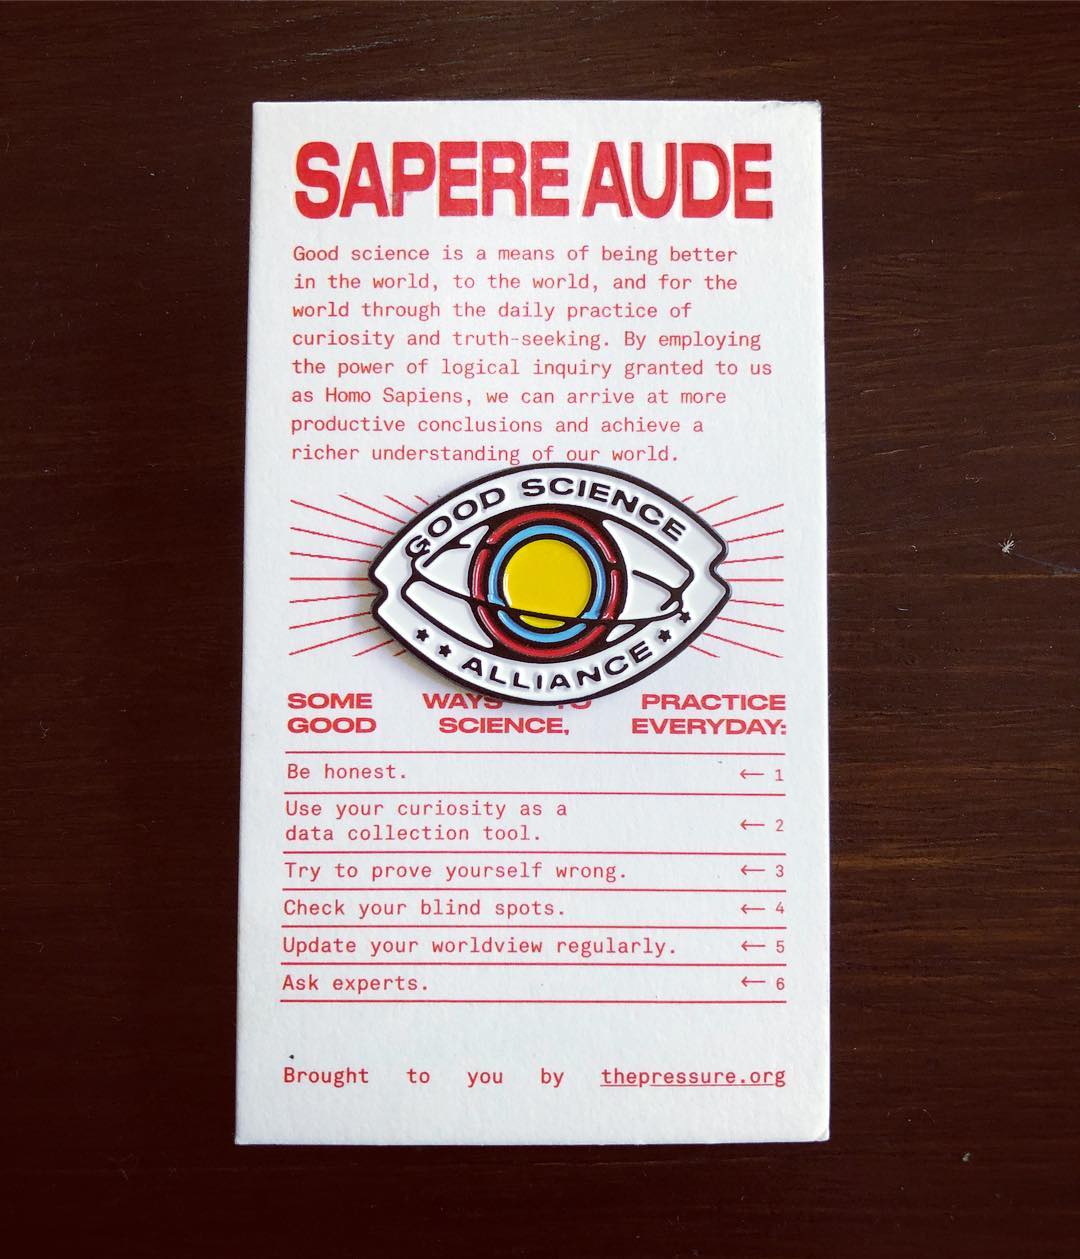 SAPERE AUDE
Good science is a means of being better
in the world, to the world, and for the
world through the daily practice of
curiosity and truth-seeking. By employing
the power of logical inquiry granted to us
as Homo Sapiens, we can arrive at more
productive conclusions and achieve a
richer understanding of our world.
GOOD SCIENCE
ALLIANCE
SOME WAYS TO PRACTICE
GOOD SCIENCE, EVERYDAY:
Be honest. ← 1
Use your curiosity as a
data collection tool. ← 2
Try to prove yourself wrong. ← 3
Check your blind spots. ← 4
Update your worldview regularly. ← 5
Ask experts. ← 6
Brought to you by thepressure.org